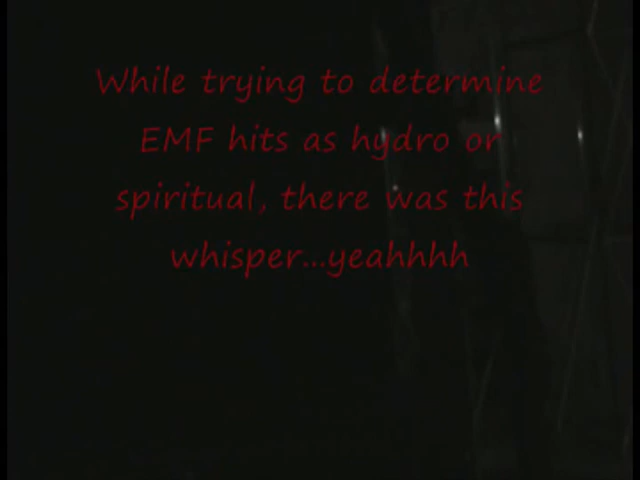 While trying to determine
EMF hits as hydro or
spiritual, there was this
whisper...yeahhhh